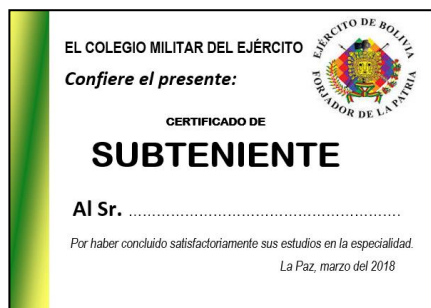 EL COLEGIO MILITAR DEL EJÉRCITO
Confiere el presente:
EJÉRCITO DE BOLIVIA
FORJADOR DE LA PATRIA
CERTIFICADO DE
SUBTENIENTE
Al Sr. ..........................................................
Por haber concluido satisfactoriamente sus estudios en la especialidad.
La Paz, marzo del 2018